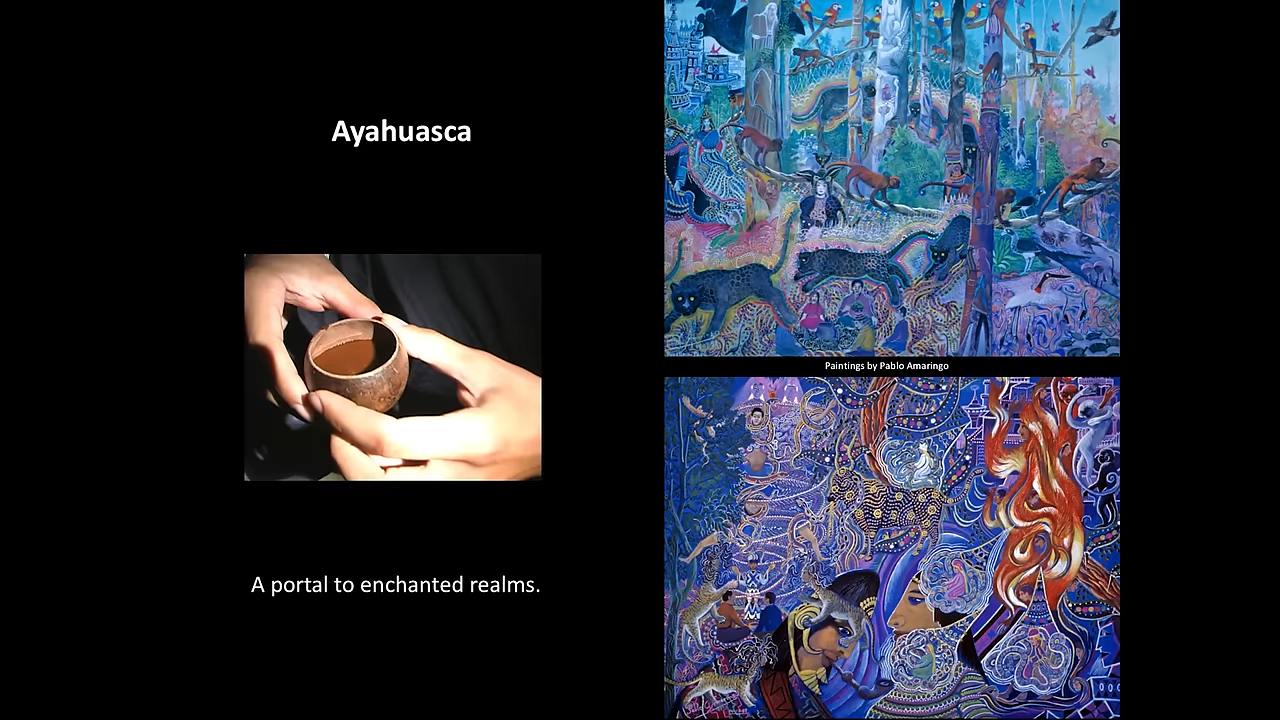 Ayahuasca
A portal to enchanted realms.
Paintings by Pablo Amaringo